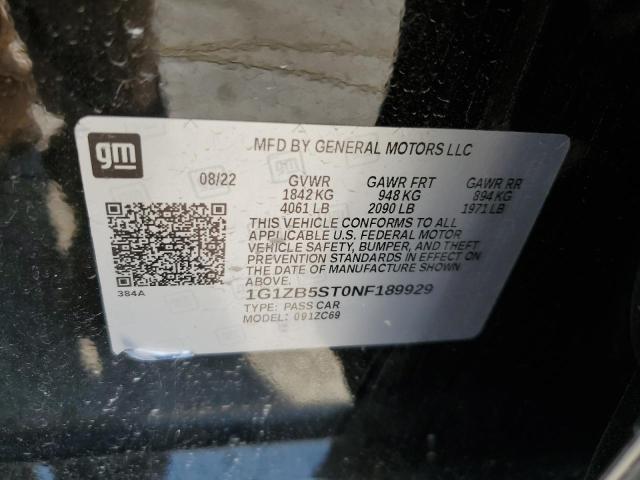 gm
MFD BY GENERAL MOTORS LLC
08/22 GVWR GAWR FRT GAWR RR
1842 KG 948 KG 894 KG
4061 LB 2090 LB 1971 LB
THIS VEHICLE CONFORMS TO ALL
APPLICABLE U.S. FEDERAL MOTOR
VEHICLE SAFETY, BUMPER, AND THEFT
PREVENTION STANDARDS IN EFFECT ON
THE DATE OF MANUFACTURE SHOWN
ABOVE.
384A
1G1ZB5ST0NF189929
TYPE: PASS CAR
MODEL: 091ZC69